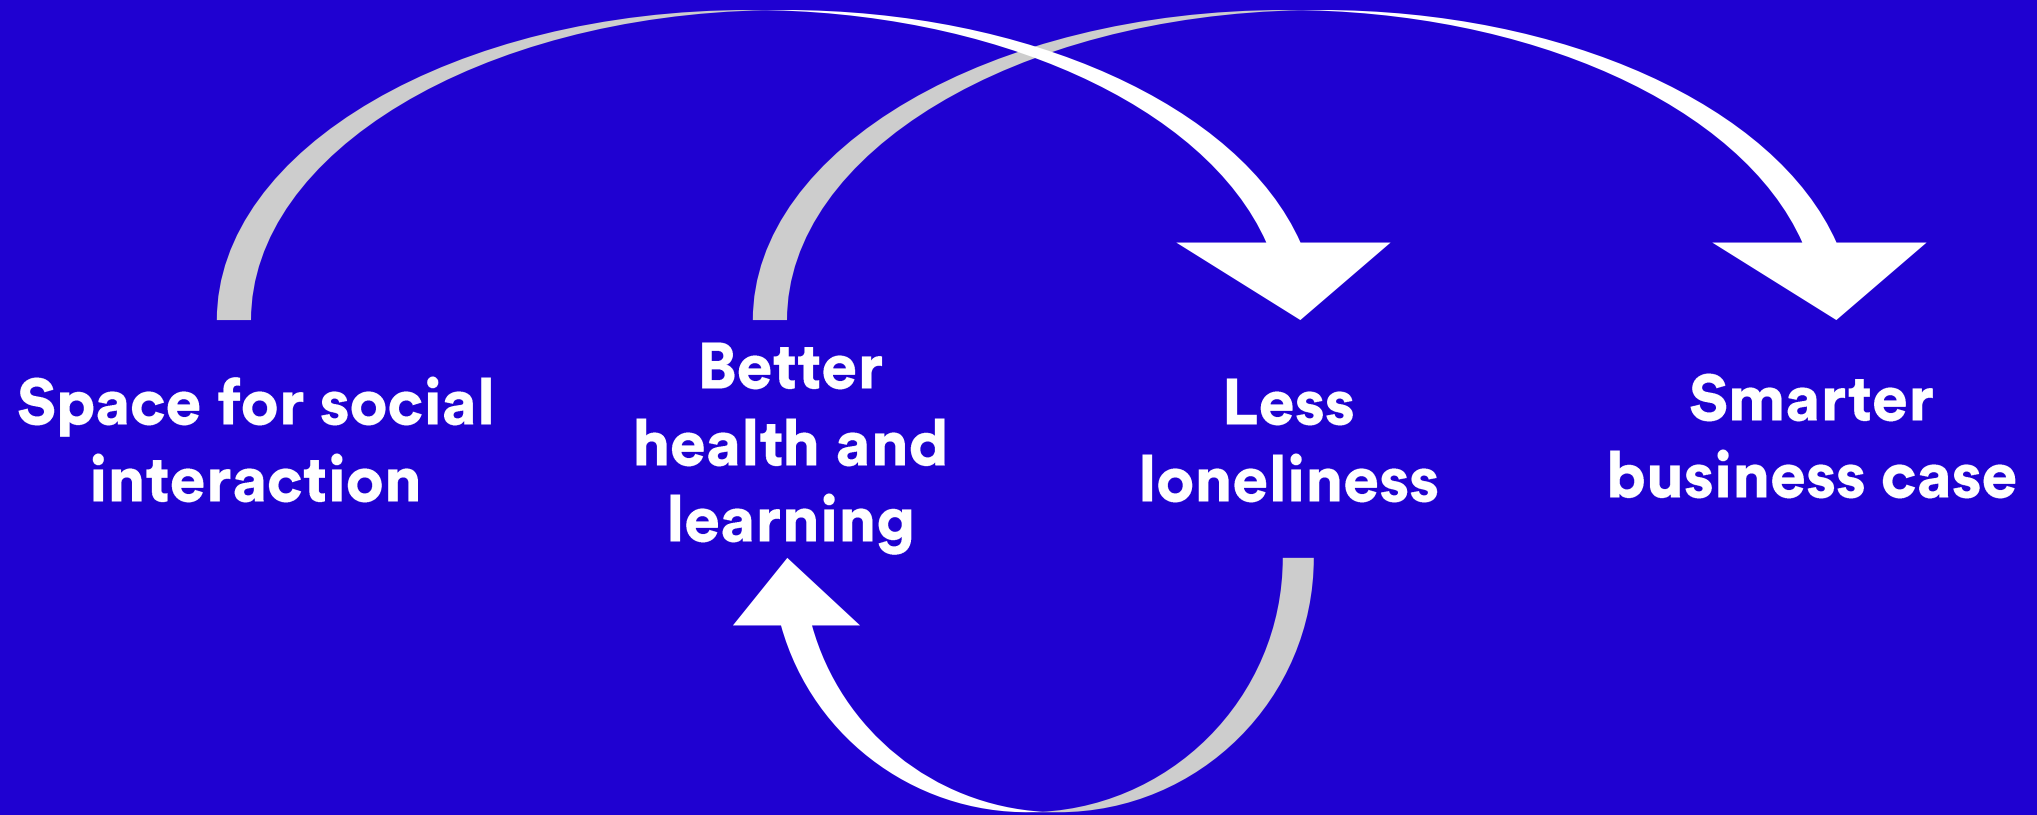 Space for social
interaction
Better
health and
learning
Less
loneliness
Smarter
business case